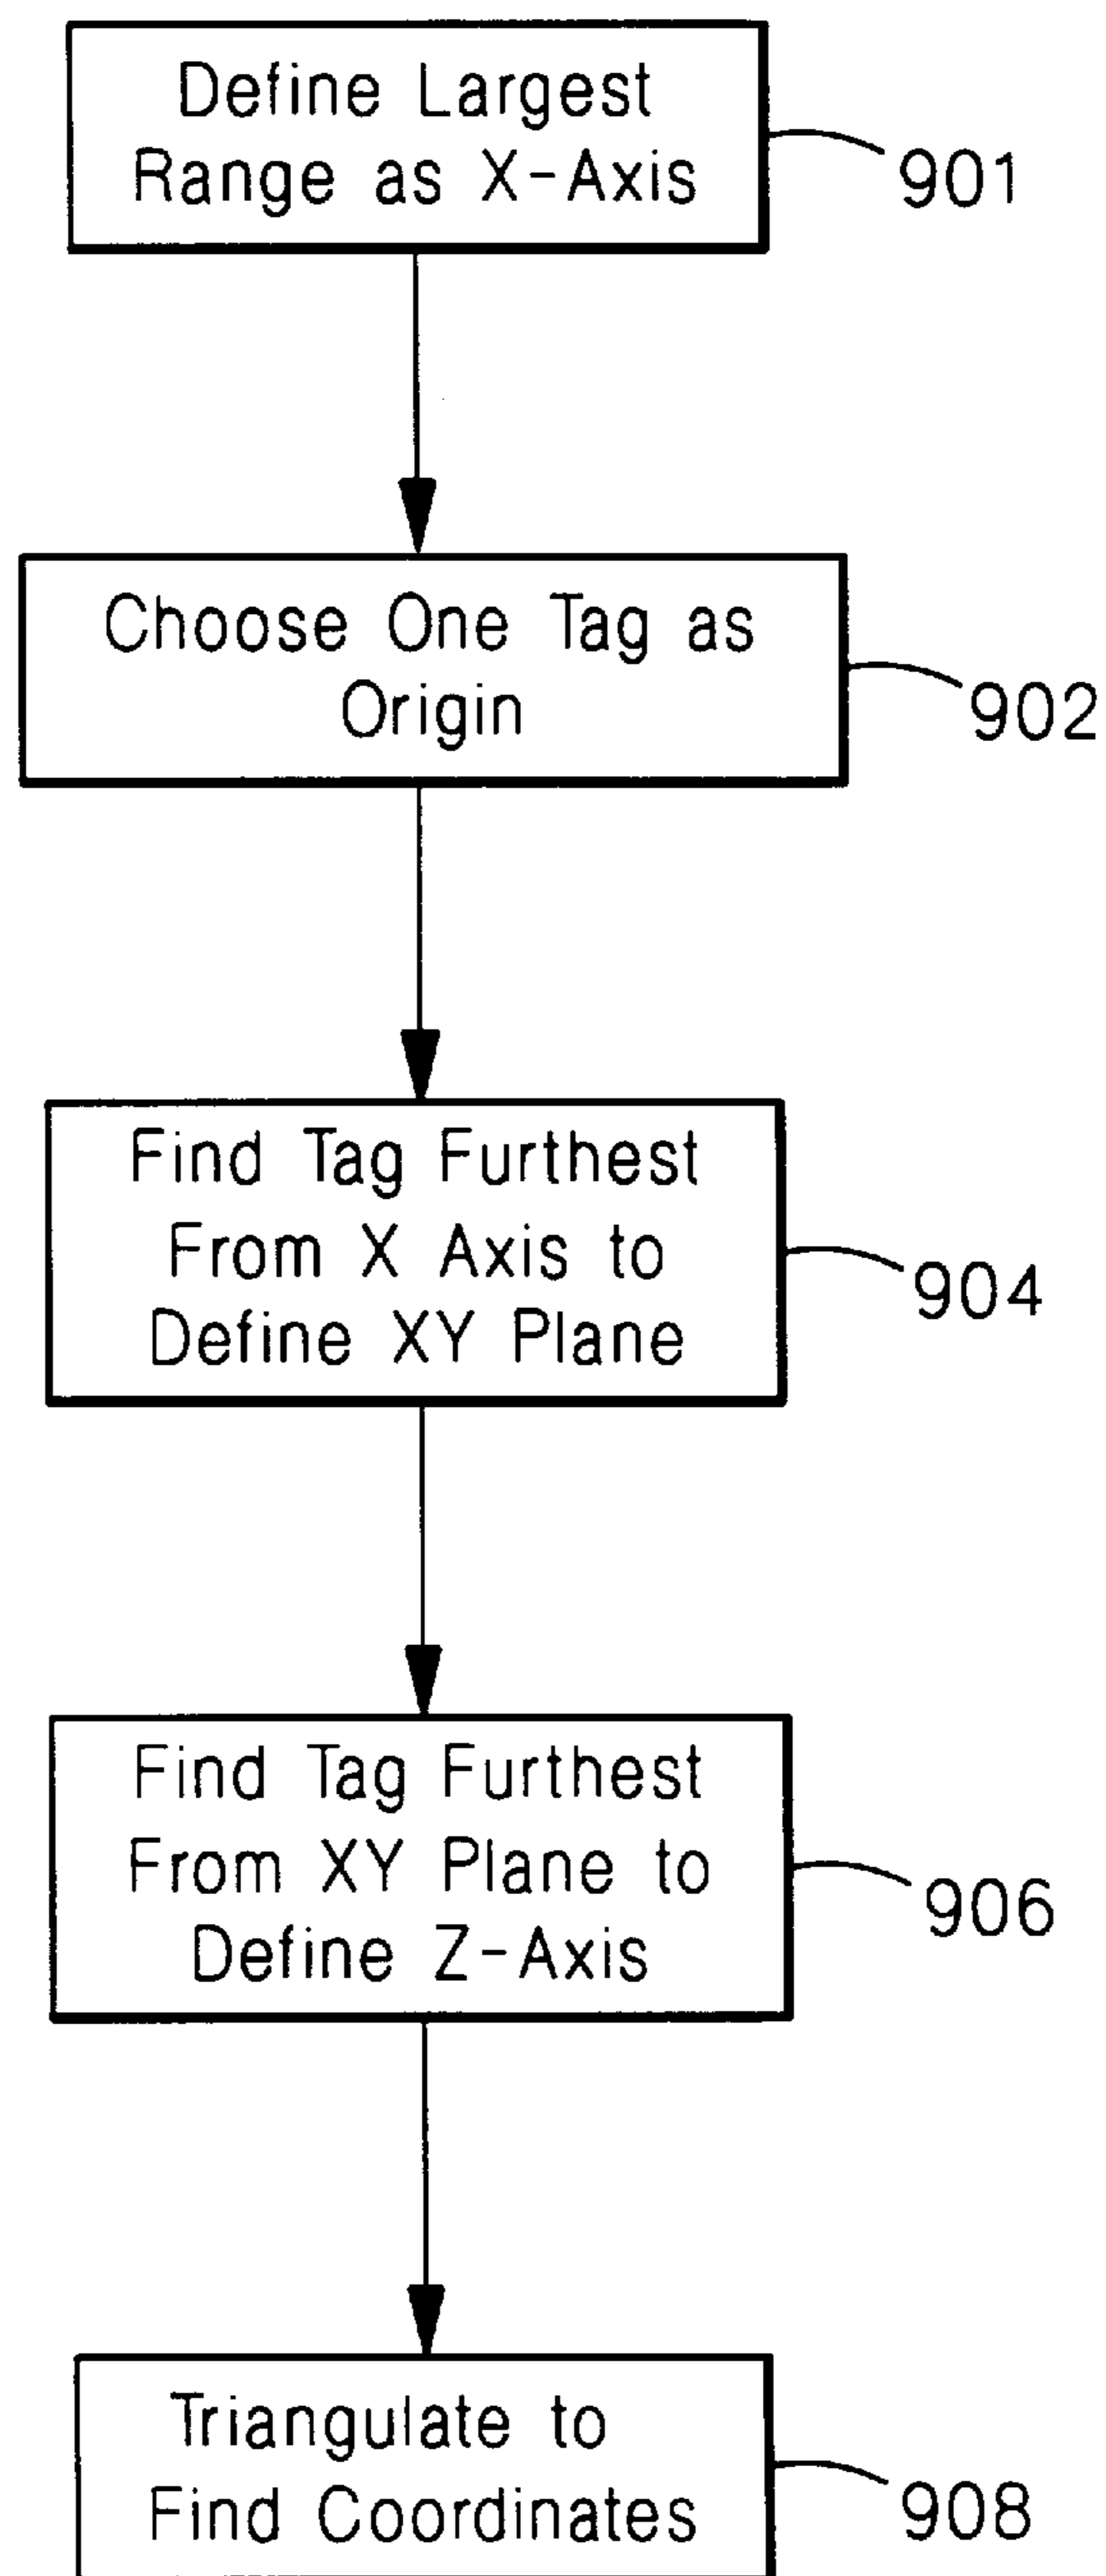 Define Largest
Range as X-Axis
901
Choose One Tag as
Origin
902
Find Tag Furthest
From X Axis to
Define XY Plane
904
Find Tag Furthest
From XY Plane to
Define Z-Axis
906
Triangulate to
Find Coordinates
908